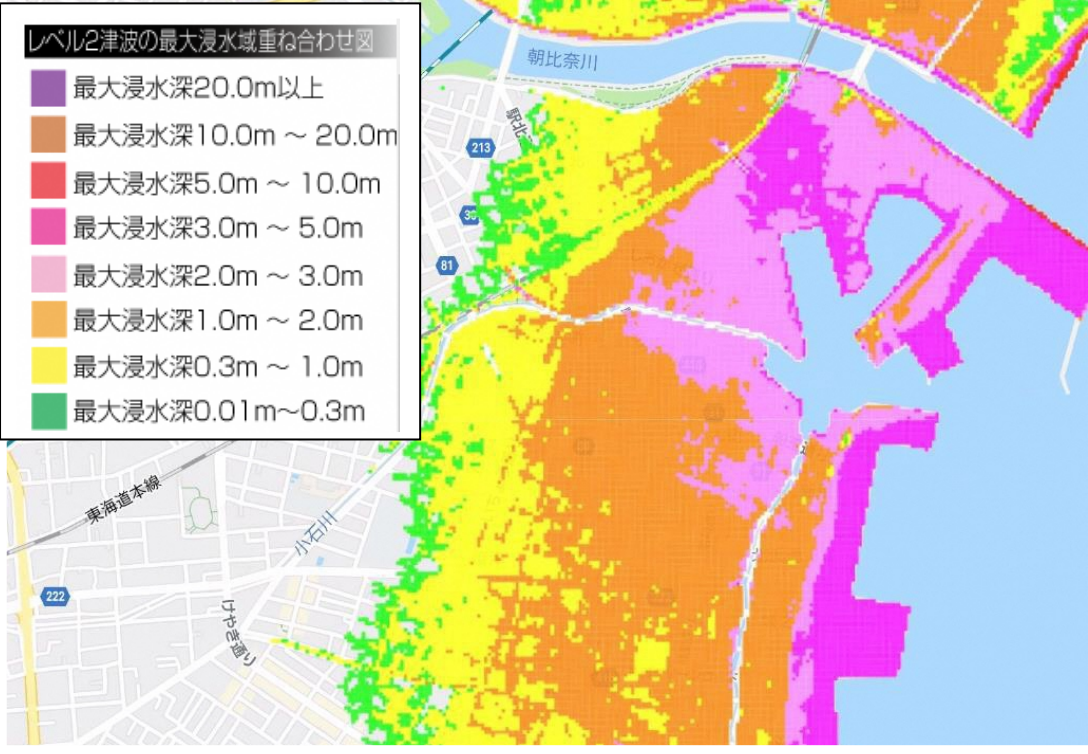 レベル2津波の最大浸水域重ね合わせ図
最大浸水深20.0m以上
最大浸水深10.0m ～ 20.0m
最大浸水深5.0m ～ 10.0m
最大浸水深3.0m ～ 5.0m
最大浸水深2.0m ～ 3.0m
最大浸水深1.0m ～ 2.0m
最大浸水深0.3m ～ 1.0m
最大浸水深0.01m～0.3m
朝比奈川
駅北
213
81
東海道本線
小石川
222
けやき通り